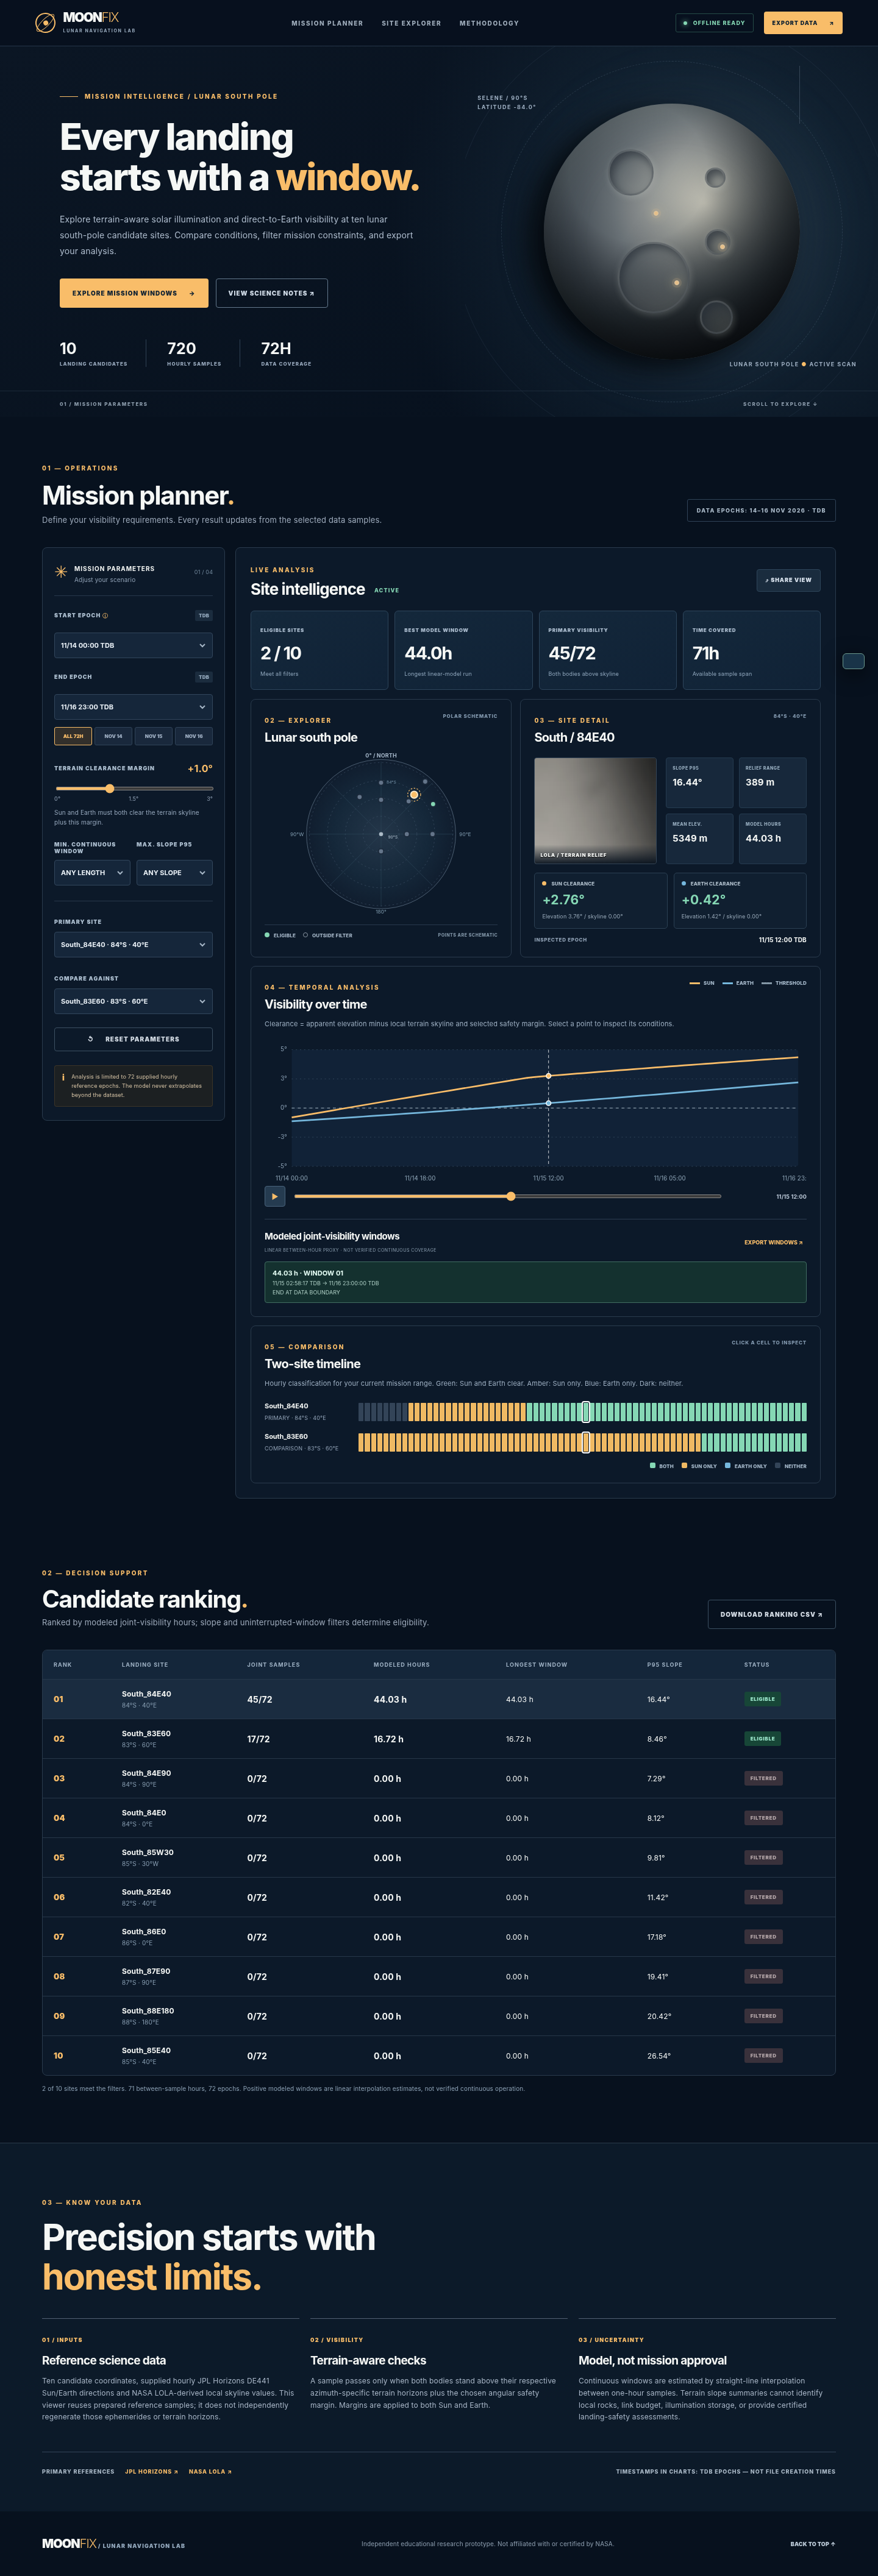 MOONFIX
LUNAR NAVIGATION LAB
MISSION PLANNER
SITE EXPLORER
METHODOLOGY
OFFLINE READY
EXPORT DATA ↗
MISSION INTELLIGENCE / LUNAR SOUTH POLE
Every landing
starts with a window.
Explore terrain-aware solar illumination and direct-to-Earth visibility at ten lunar
south-pole candidate sites. Compare conditions, filter mission constraints, and export
your analysis.
EXPLORE MISSION WINDOWS →
VIEW SCIENCE NOTES ↗
10
LANDING CANDIDATES
720
HOURLY SAMPLES
72H
DATA COVERAGE
SELENE / 90°S
LATITUDE -84.0°
LUNAR SOUTH POLE ACTIVE SCAN
01 / MISSION PARAMETERS
SCROLL TO EXPLORE ↓
01 — OPERATIONS
Mission planner.
Define your visibility requirements. Every result updates from the selected data samples.
DATA EPOCHS: 14–16 NOV 2026 · TDB
MISSION PARAMETERS
Adjust your scenario
01 / 04
START EPOCH ⓘ
TDB
11/14 00:00 TDB
END EPOCH
TDB
11/16 23:00 TDB
ALL 72H
NOV 14
NOV 15
NOV 16
TERRAIN CLEARANCE MARGIN
+1.0°
0°
1.5°
3°
Sun and Earth must both clear the terrain skyline
plus this margin.
MIN. CONTINUOUS
WINDOW
MAX. SLOPE P95
ANY LENGTH
ANY SLOPE
PRIMARY SITE
South_84E40 · 84°S · 40°E
COMPARE AGAINST
South_83E60 · 83°S · 60°E
RESET PARAMETERS
Analysis is limited to 72 supplied hourly
reference epochs. The model never extrapolates
beyond the dataset.
LIVE ANALYSIS
Site intelligence
ACTIVE
SHARE VIEW
ELIGIBLE SITES
2 / 10
Meet all filters
BEST MODEL WINDOW
44.0h
Longest linear-model run
PRIMARY VISIBILITY
45/72
Both bodies above skyline
TIME COVERED
71h
Available sample span
02 — EXPLORER
POLAR SCHEMATIC
Lunar south pole
0° / NORTH
90°W
90°E
180°
ELIGIBLE
OUTSIDE FILTER
POINTS ARE SCHEMATIC
03 — SITE DETAIL
84°S · 40°E
South / 84E40
LOLA / TERRAIN RELIEF
SLOPE P95
16.44°
RELIEF RANGE
389 m
MEAN ELEV.
5349 m
MODEL HOURS
44.03 h
SUN CLEARANCE
+2.76°
Elevation 2.76° / skyline 0.00°
EARTH CLEARANCE
+0.42°
Elevation 1.42° / skyline 0.00°
INSPECTED EPOCH
11/15 12:00 TDB
04 — TEMPORAL ANALYSIS
SUN
EARTH
THRESHOLD
Visibility over time
Clearance = apparent elevation minus local terrain skyline and selected safety margin. Select a point to inspect its conditions.
5°
3°
0°
-3°
-5°
11/14 00:00
11/14 18:00
11/15 12:00
11/16 05:00
11/16 23:
11/15 12:00
Modeled joint-visibility windows
LINEAR BETWEEN-HOUR PROXY · NOT VERIFIED CONTINUOUS COVERAGE
EXPORT WINDOWS ↗
44.03 h · WINDOW 01
11/15 02:58:17 TDB → 11/16 23:00:00 TDB
END AT DATA BOUNDARY
05 — COMPARISON
CLICK A CELL TO INSPECT
Two-site timeline
Hourly classification for your current mission range. Green: Sun and Earth clear. Amber: Sun only. Blue: Earth only. Dark: neither.
South_84E40
PRIMARY · 84°S · 40°E
South_83E60
COMPARISON · 83°S · 60°E
BOTH
SUN ONLY
EARTH ONLY
NEITHER
02 — DECISION SUPPORT
Candidate ranking.
Ranked by modeled joint-visibility hours; slope and uninterrupted-window filters determine eligibility.
DOWNLOAD RANKING CSV ↗
RANK LANDING SITE JOINT SAMPLES MODELED HOURS LONGEST WINDOW P95 SLOPE STATUS
01 South_84E40 45/72 44.03 h 44.03 h 16.44° ELIGIBLE
84°S · 40°E
02 South_83E60 17/72 16.72 h 16.72 h 8.46° ELIGIBLE
83°S · 60°E
03 South_84E90 0/72 0.00 h 0.00 h 7.29° FILTERED
84°S · 90°E
04 South_84E0 0/72 0.00 h 0.00 h 8.12° FILTERED
84°S · 0°E
05 South_85W30 0/72 0.00 h 0.00 h 9.81° FILTERED
85°S · 30°W
06 South_82E40 0/72 0.00 h 0.00 h 11.42° FILTERED
82°S · 40°E
07 South_86E0 0/72 0.00 h 0.00 h 17.18° FILTERED
86°S · 0°E
08 South_87E90 0/72 0.00 h 0.00 h 19.41° FILTERED
87°S · 90°E
09 South_88E180 0/72 0.00 h 0.00 h 20.42° FILTERED
88°S · 180°E
10 South_85E40 0/72 0.00 h 0.00 h 26.54° FILTERED
85°S · 40°E
2 of 10 sites meet the filters. 71 between-sample hours, 72 epochs. Positive modeled windows are linear interpolation estimates, not verified continuous operation.
03 — KNOW YOUR DATA
Precision starts with
honest limits.
01 / INPUTS
Reference science data
Ten candidate coordinates, supplied hourly JPL Horizons DE441
Sun/Earth directions and NASA LOLA-derived local skyline values. This
viewer reuses prepared reference samples; it does not independently
regenerate those ephemerides or terrain horizons.
02 / VISIBILITY
Terrain-aware checks
A sample passes only when both bodies stand above their respective
azimuth-specific terrain horizons plus the chosen angular safety
margin. Margins are applied to both Sun and Earth.
03 / UNCERTAINTY
Model, not mission approval
Continuous windows are estimated by straight-line interpolation
between one-hour samples. Terrain slope summaries cannot identify
local rocks, link budget, illumination storage, or provide certified
landing-safety assessments.
PRIMARY REFERENCES
JPL HORIZONS ↗
NASA LOLA ↗
TIMESTAMPS IN CHARTS: TDB EPOCHS — NOT FILE CREATION TIMES
MOONFIX / LUNAR NAVIGATION LAB
Independent educational research prototype. Not affiliated with or certified by NASA.
BACK TO TOP ↑